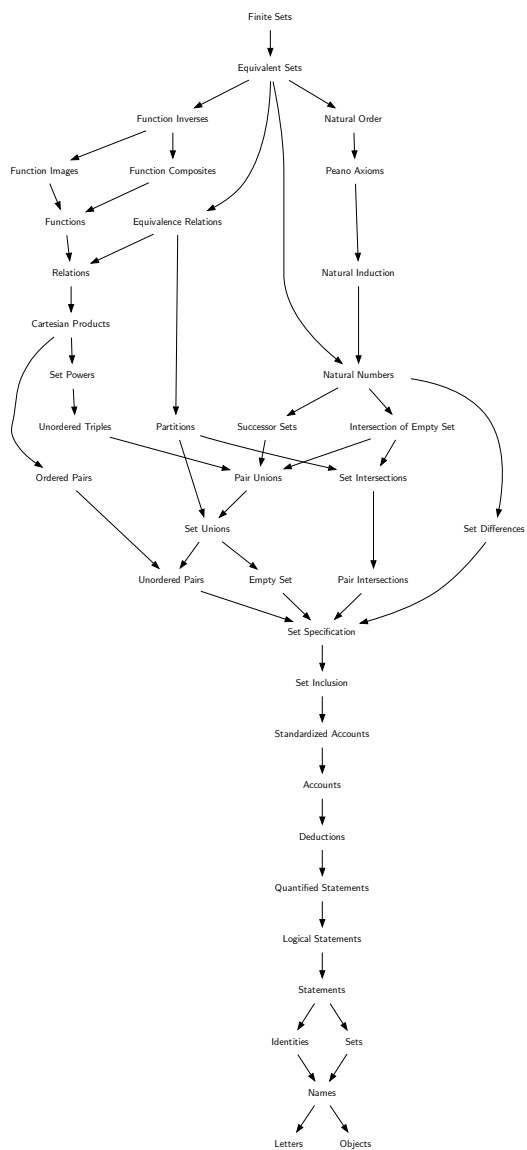 Finite Sets
Equivalent Sets
Function Inverses
Natural Order
Function Images
Function Composites
Peano Axioms
Functions
Equivalence Relations
Relations
Natural Induction
Cartesian Products
Set Powers
Natural Numbers
Unordered Triples
Partitions
Successor Sets
Intersection of Empty Set
Ordered Pairs
Pair Unions
Set Intersections
Set Unions
Set Differences
Unordered Pairs
Empty Set
Pair Intersections
Set Specification
Set Inclusion
Standardized Accounts
Accounts
Deductions
Quantified Statements
Logical Statements
Statements
Identities
Sets
Names
Letters
Objects